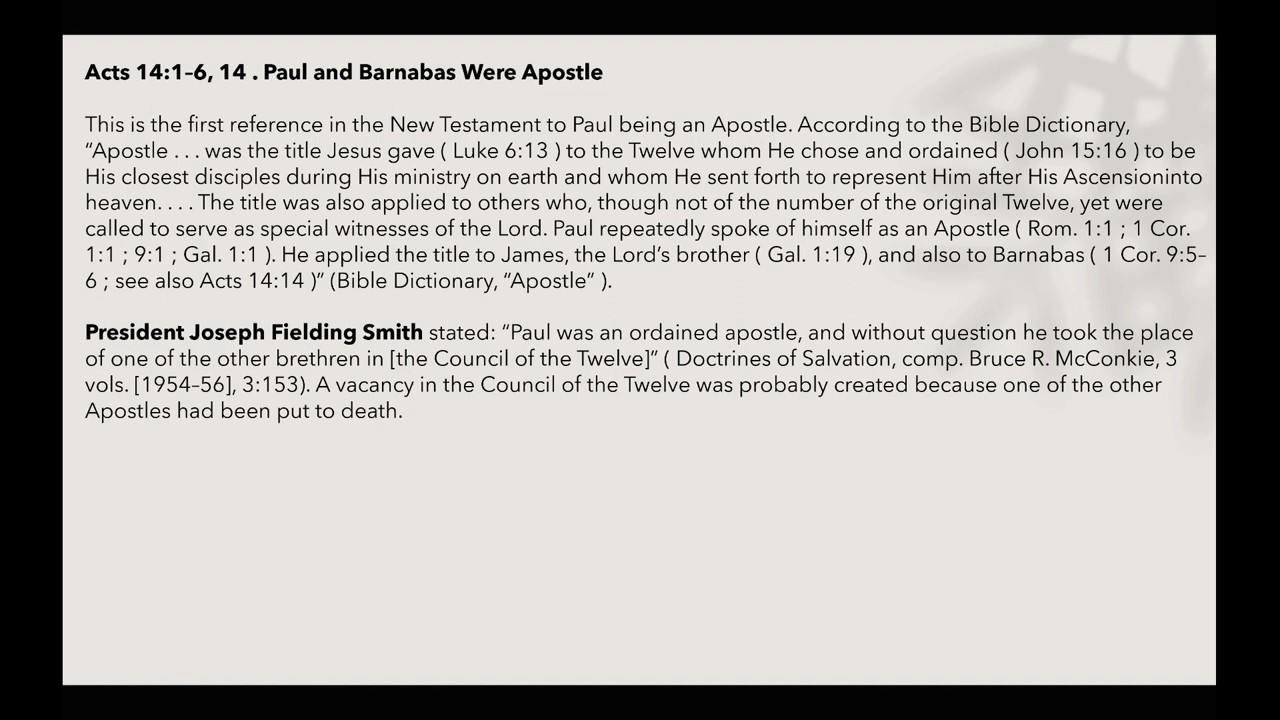 Acts 14:1–6, 14 . Paul and Barnabas Were Apostle
This is the first reference in the New Testament to Paul being an Apostle. According to the Bible Dictionary,
“Apostle . . . was the title Jesus gave ( Luke 6:13 ) to the Twelve whom He chose and ordained ( John 15:16 ) to be
His closest disciples during His ministry on earth and whom He sent forth to represent Him after His Ascensioninto
heaven. . . . The title was also applied to others who, though not of the number of the original Twelve, yet were
called to serve as special witnesses of the Lord. Paul repeatedly spoke of himself as an Apostle ( Rom. 1:1 ; 1 Cor.
1:1 ; 9:1 ; Gal. 1:1 ). He applied the title to James, the Lord’s brother ( Gal. 1:19 ), and also to Barnabas ( 1 Cor. 9:5–
6 ; see also Acts 14:14 )” (Bible Dictionary, “Apostle” ).
President Joseph Fielding Smith stated: “Paul was an ordained apostle, and without question he took the place
of one of the other brethren in [the Council of the Twelve]” ( Doctrines of Salvation, comp. Bruce R. McConkie, 3
vols. [1954–56], 3:153). A vacancy in the Council of the Twelve was probably created because one of the other
Apostles had been put to death.